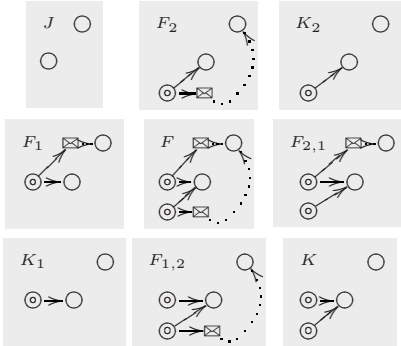 J F₂ K₂
F₁ F F₂,₁
K₁ F₁,₂ K